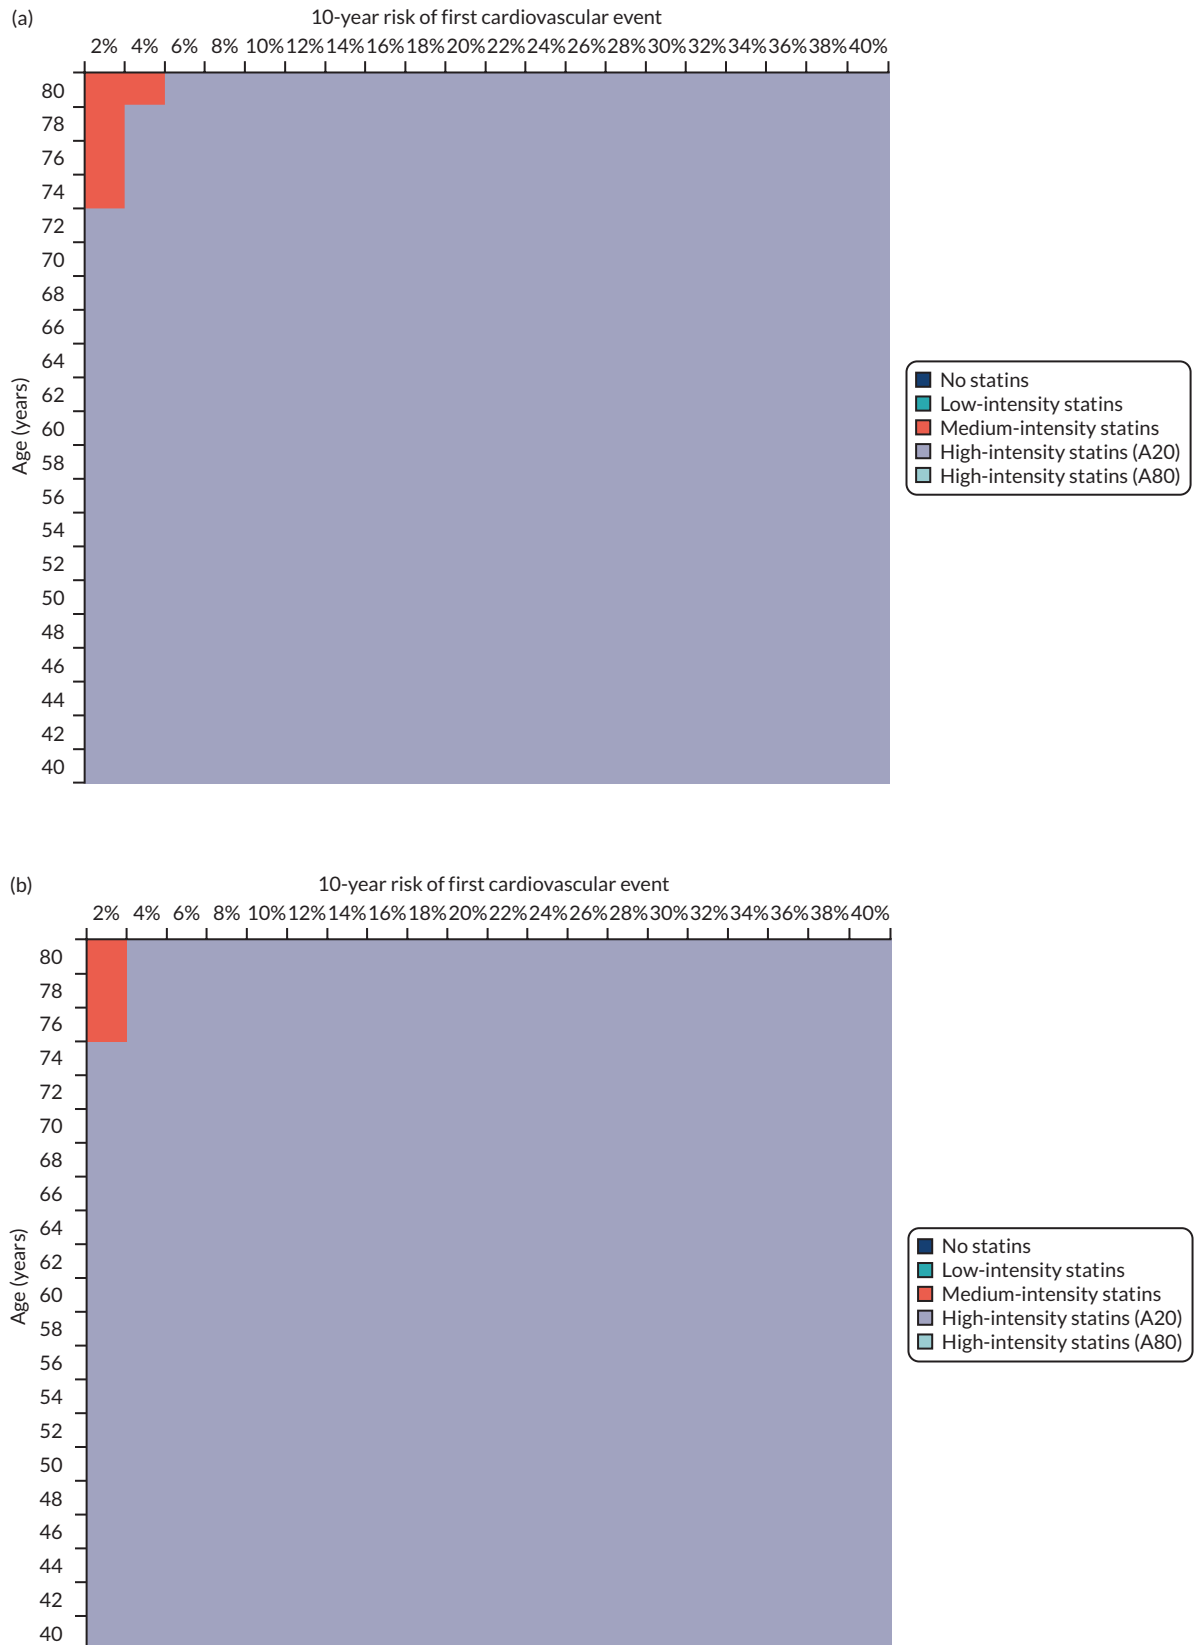 (a)
10-year risk of first cardiovascular event
2% 4% 6% 8% 10% 12% 14% 16% 18% 20% 22% 24% 26% 28% 30% 32% 34% 36% 38% 40%
80
78
76
74
72
70
68
66
64
62
60
58
56
54
52
50
48
46
44
42
40
Age (years)
No statins
Low-intensity statins
Medium-intensity statins
High-intensity statins (A20)
High-intensity statins (A80)
(b)
10-year risk of first cardiovascular event
2% 4% 6% 8% 10% 12% 14% 16% 18% 20% 22% 24% 26% 28% 30% 32% 34% 36% 38% 40%
80
78
76
74
72
70
68
66
64
62
60
58
56
54
52
50
48
46
44
42
40
Age (years)
No statins
Low-intensity statins
Medium-intensity statins
High-intensity statins (A20)
High-intensity statins (A80)